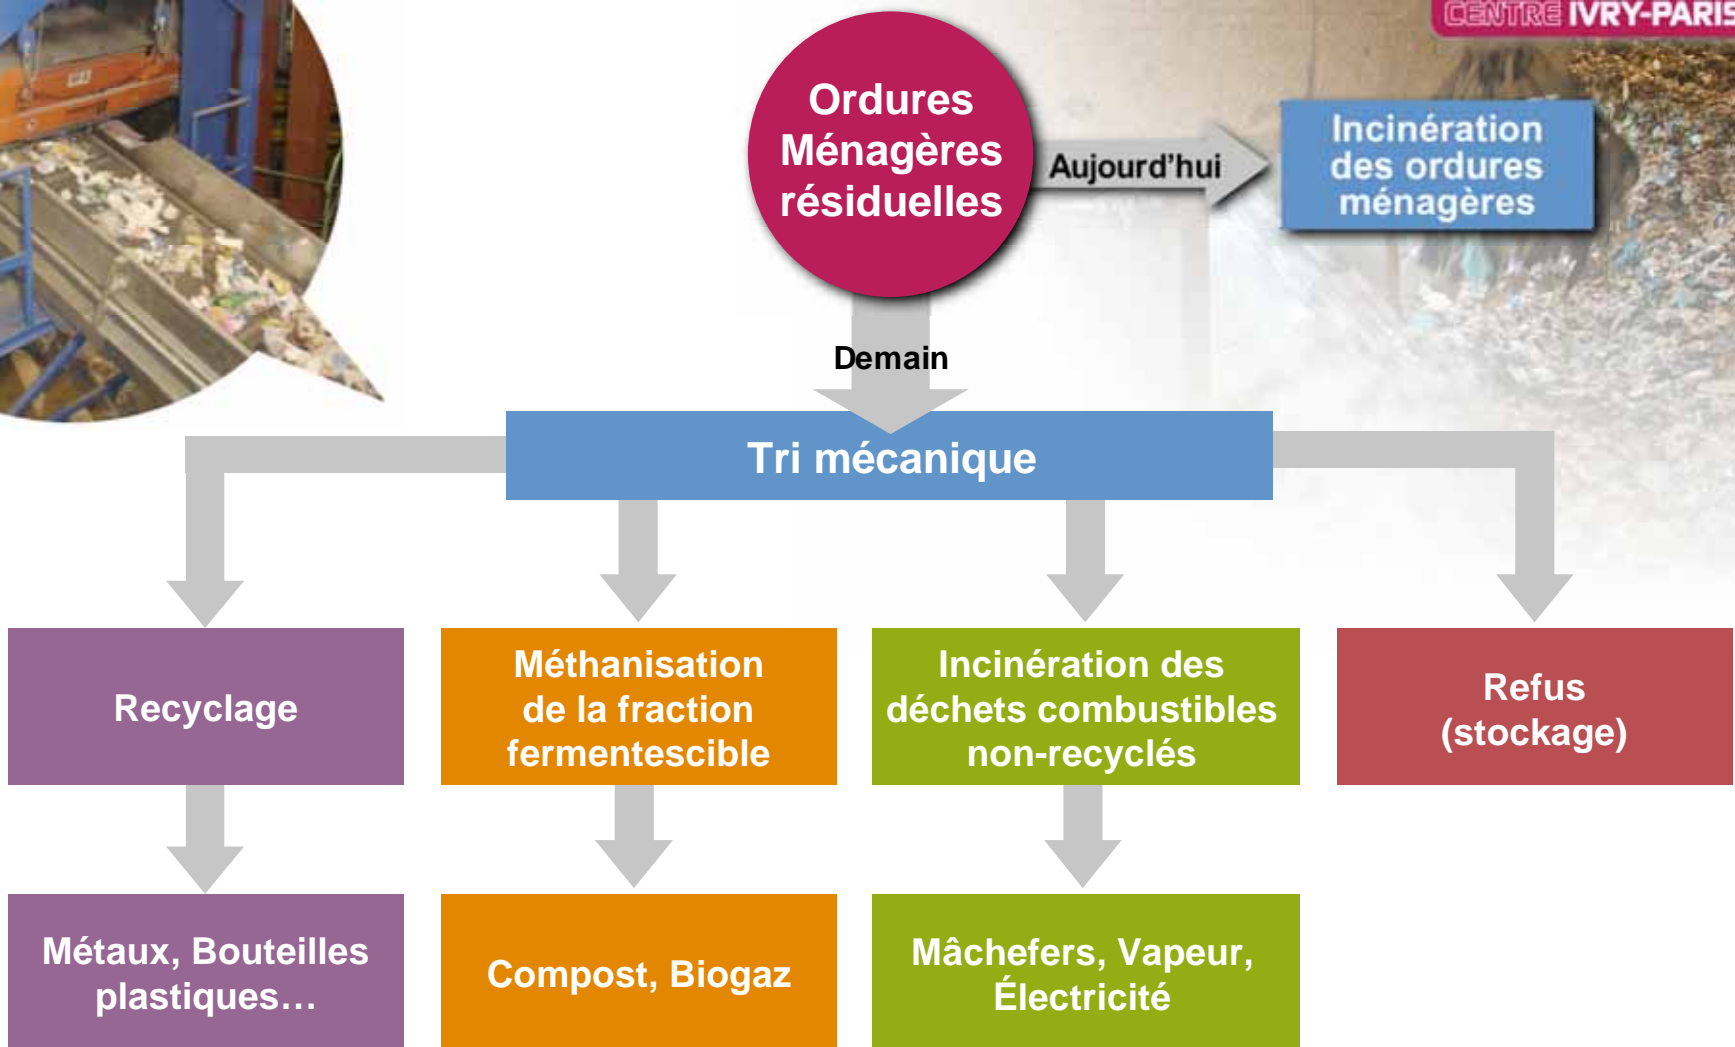 CENTRE IVRY-PARIS
Ordures
Ménagères
résiduelles
Aujourd'hui
Incinération
des ordures
ménagères
Demain
Tri mécanique
Recyclage
Méthanisation
de la fraction
fermentescible
Incinération des
déchets combustibles
non-recyclés
Refus
(stockage)
Métaux, Bouteilles
plastiques…
Compost, Biogaz
Mâchefers, Vapeur,
Électricité